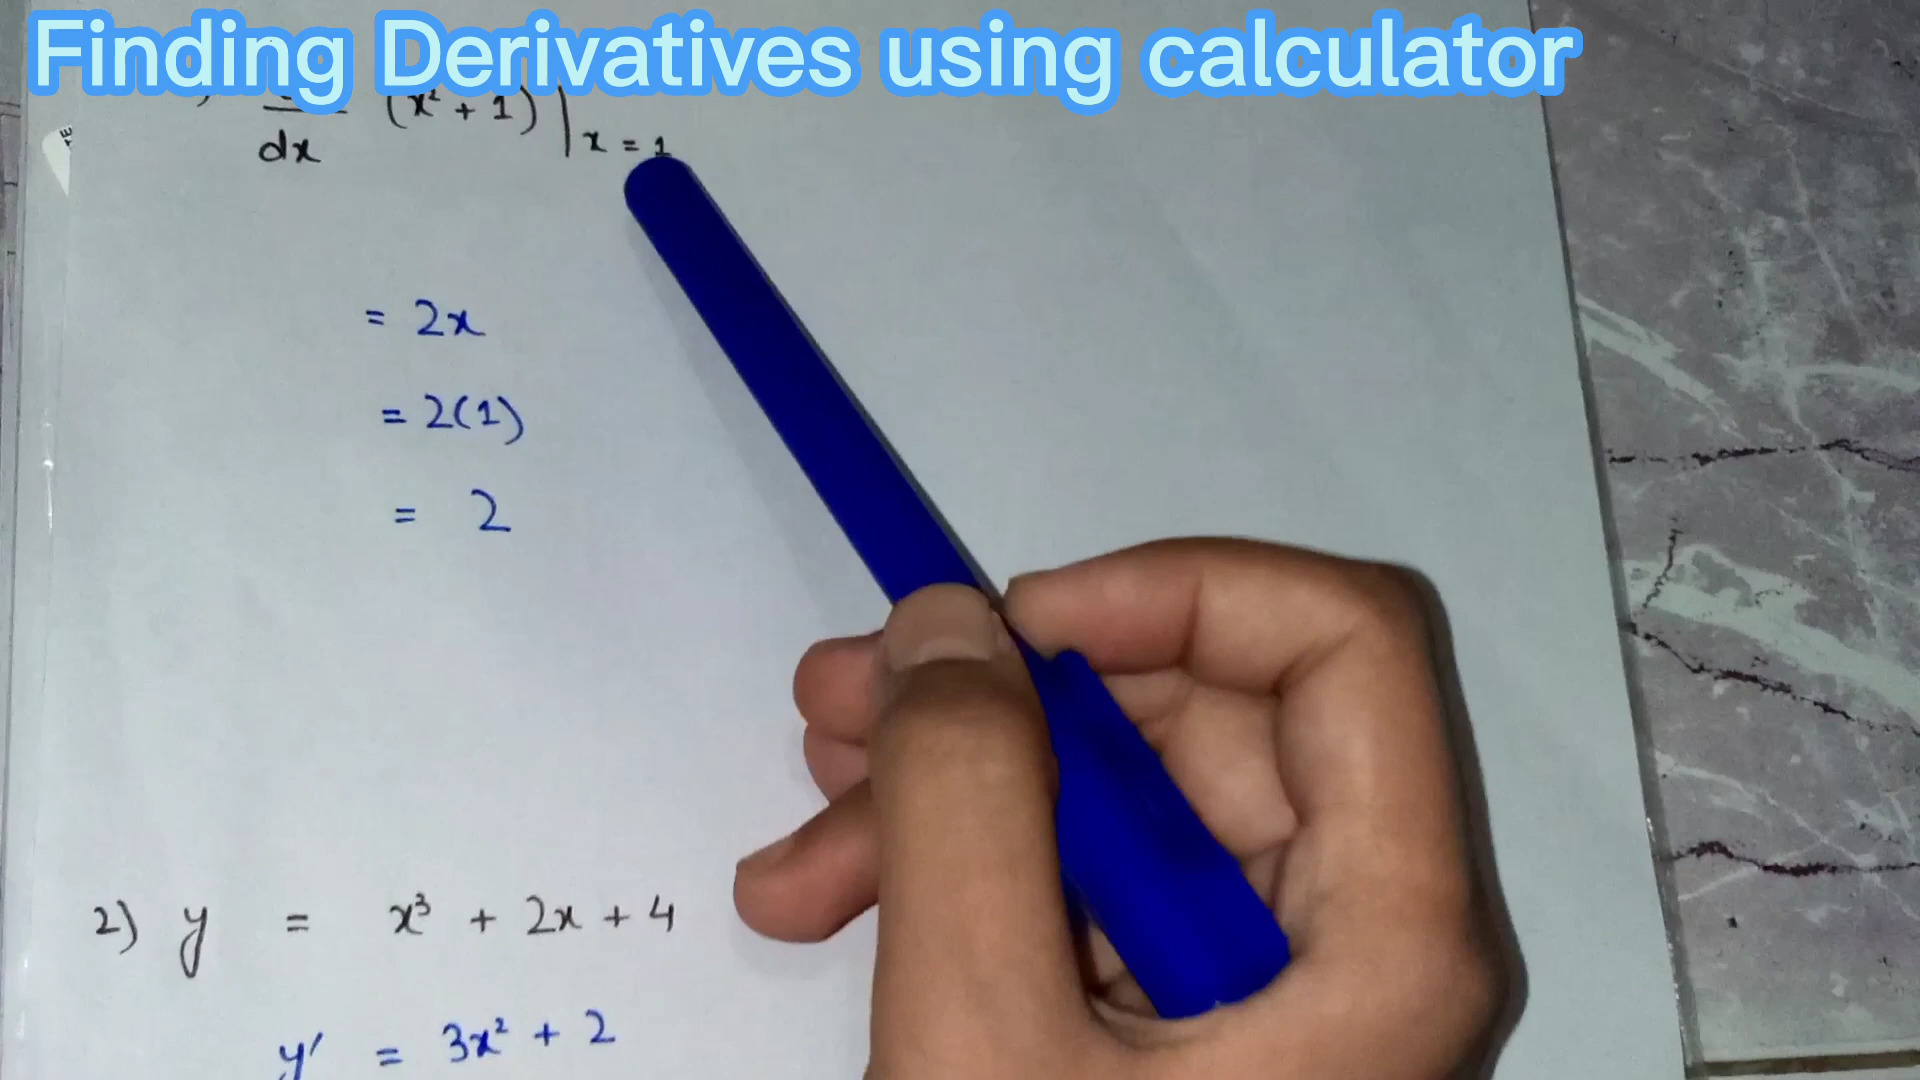 Finding Derivatives using calculator
(x² + 1) |
dx x = 1
= 2x
= 2(1)
= 2
2) y = x³ + 2x + 4
y' = 3x² + 2